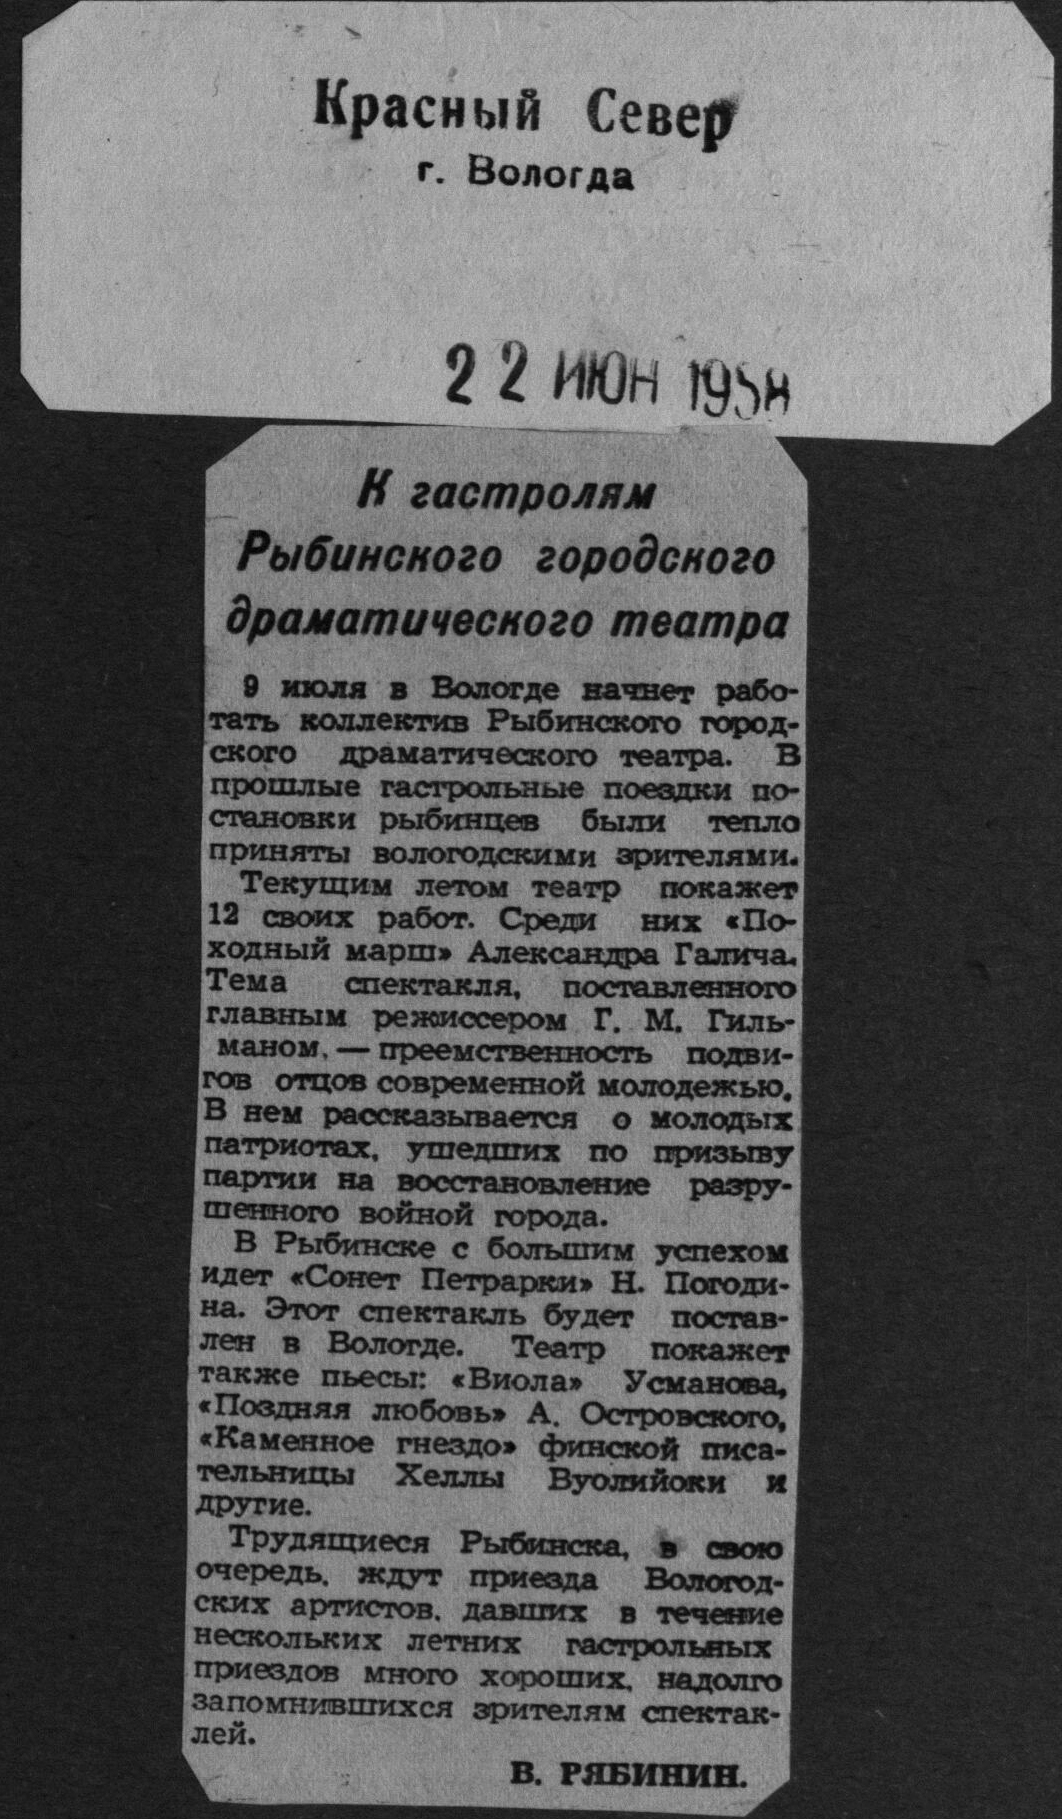 Красный Север
г. Вологда
22 ИЮН 1958
К гастролям
Рыбинского городского
драматического театра
9 июля в Вологде начнет рабо-
тать коллектив Рыбинского город-
ского драматического театра. В
прошлые гастрольные поездки по-
становки рыбинцев были тепло
приняты вологодскими зрителями.
Текущим летом театр покажет
12 своих работ. Среди них «По-
ходный марш» Александра Галича.
Тема спектакля, поставленного
главным режиссером Г. М. Гиль-
маном, — преемственность подви-
гов отцов современной молодежью.
В нем рассказывается о молодых
патриотах, ушедших по призыву
партии на восстановление разру-
шенного войной города.
В Рыбинске с большим успехом
идет «Сонет Петрарки» Н. Погоди-
на. Этот спектакль будет постав-
лен в Вологде. Театр покажет
также пьесы: «Виола» Усманова,
«Поздняя любовь» А. Островского,
«Каменное гнездо» финской писа-
тельницы Хеллы Вуолийоки и
другие.
Трудящиеся Рыбинска, в свою
очередь, ждут приезда Вологод-
ских артистов, давших в течение
нескольких летних гастрольных
приездов много хороших, надолго
запомнившихся зрителям спектак-
лей.
В. РЯБИНИН.